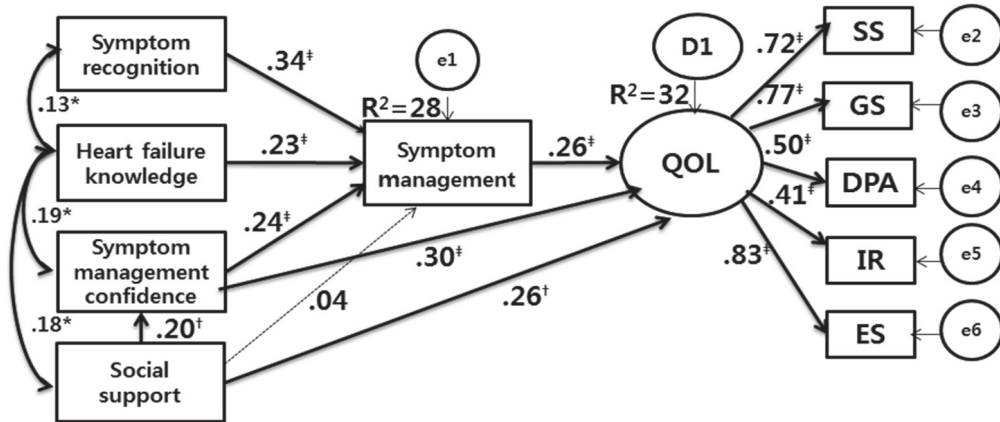 Symptom
recognition
Heart failure
knowledge
Symptom
management
confidence
Social
support
.13*
.19*
.18*
.20†
.34‡
.23‡
.24‡
.04
.30‡
.26†
e1
R²=28
Symptom
management
.26‡
D1
R²=32
QOL
.72‡
.77‡
.50‡
.41‡
.83‡
SS
GS
DPA
IR
ES
e2
e3
e4
e5
e6